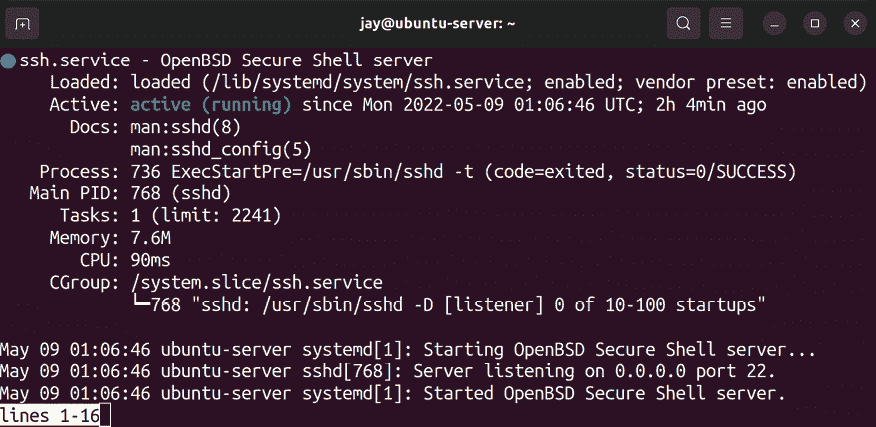 jay@ubuntu-server: ~
ssh.service - OpenBSD Secure Shell server
Loaded: loaded (/lib/systemd/system/ssh.service; enabled; vendor preset: enabled)
Active: active (running) since Mon 2022-05-09 01:06:46 UTC; 2h 4min ago
Docs: man:sshd(8)
man:sshd_config(5)
Process: 736 ExecStartPre=/usr/sbin/sshd -t (code=exited, status=0/SUCCESS)
Main PID: 768 (sshd)
Tasks: 1 (limit: 2241)
Memory: 7.6M
CPU: 90ms
CGroup: /system.slice/ssh.service
└─768 "sshd: /usr/sbin/sshd -D [listener] 0 of 10-100 startups"
May 09 01:06:46 ubuntu-server systemd[1]: Starting OpenBSD Secure Shell server...
May 09 01:06:46 ubuntu-server sshd[768]: Server listening on 0.0.0.0 port 22.
May 09 01:06:46 ubuntu-server systemd[1]: Started OpenBSD Secure Shell server.
lines 1-16